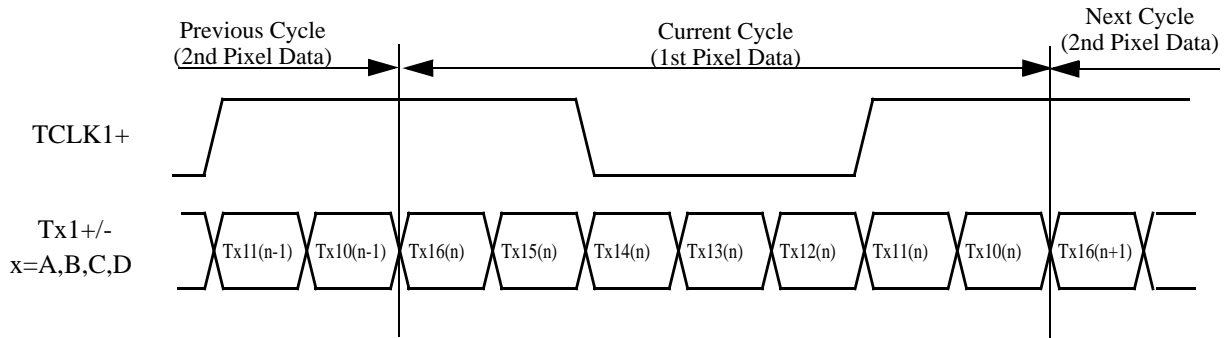 Previous Cycle
(2nd Pixel Data)
Current Cycle
(1st Pixel Data)
Next Cycle
(2nd Pixel Data)
TCLK1+
Tx1+/-
x=A,B,C,D
Tx11(n-1) Tx10(n-1) Tx16(n) Tx15(n) Tx14(n) Tx13(n) Tx12(n) Tx11(n) Tx10(n) Tx16(n+1)